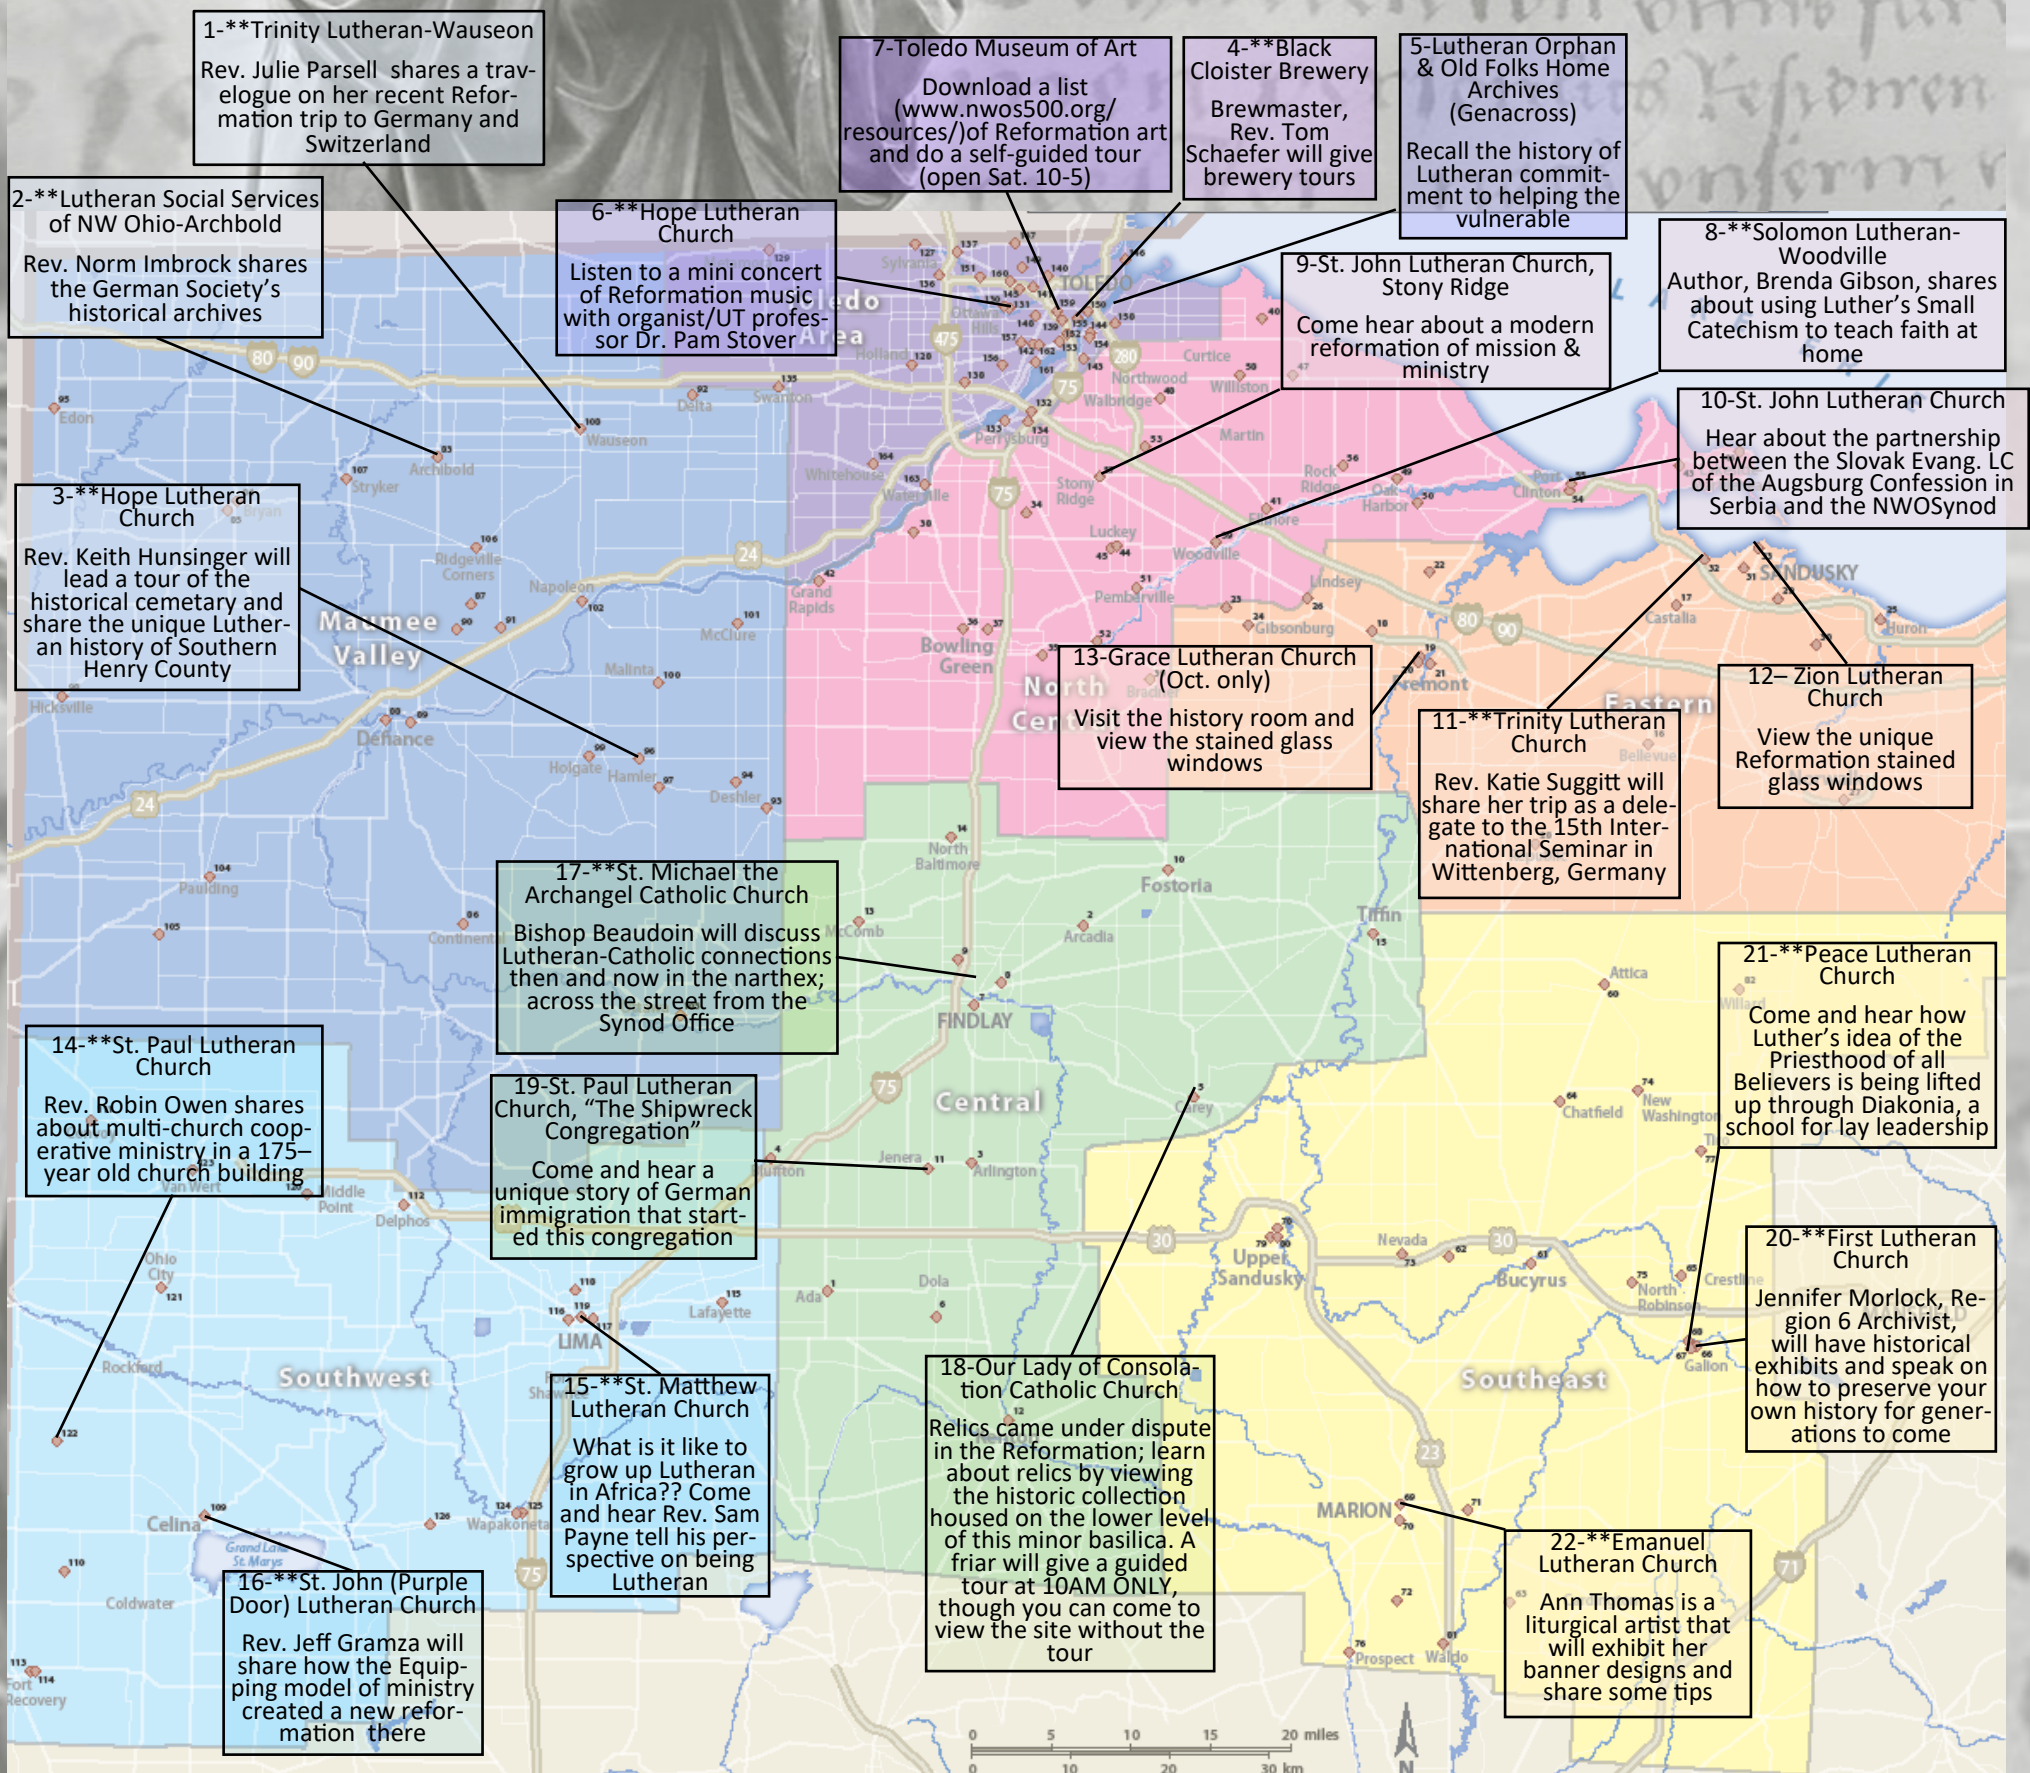 1-**Trinity Lutheran-Wauseon
Rev. Julie Parsell shares a trav-
elogue on her recent Refor-
mation trip to Germany and
Switzerland
7-Toledo Museum of Art
Download a list
(www.nwos500.org/
resources/)of Reformation art
and do a self-guided tour
(open Sat. 10-5)
4-**Black
Cloister Brewery
Brewmaster,
Rev. Tom
Schaefer will give
brewery tours
5-Lutheran Orphan
& Old Folks Home
Archives
(Genacross)
Recall the history of
Lutheran commit-
ment to helping the
vulnerable
2-**Lutheran Social Services
of NW Ohio-Archbold
Rev. Norm Imbrock shares
the German Society's
historical archives
6-**Hope Lutheran
Church
Listen to a mini concert
of Reformation music
with organist/UT profes-
sor Dr. Pam Stover
9-St. John Lutheran Church,
Stony Ridge
Come hear about a modern
reformation of mission &
ministry
8-**Solomon Lutheran-
Woodville
Author, Brenda Gibson, shares
about using Luther's Small
Catechism to teach faith at
home
10-St. John Lutheran Church
Hear about the partnership
between the Slovak Evang. LC
of the Augsburg Confession in
Serbia and the NWOSynod
3-**Hope Lutheran
Church
Rev. Keith Hunsinger will
lead a tour of the
historical cemetary and
share the unique Luther-
an history of Southern
Henry County
13-Grace Lutheran Church
(Oct. only)
Visit the history room and
view the stained glass
windows
11-**Trinity Lutheran
Church
Rev. Katie Suggitt will
share her trip as a dele-
gate to the 15th Inter-
national Seminar in
Wittenberg, Germany
12– Zion Lutheran
Church
View the unique
Reformation stained
glass windows
17-**St. Michael the
Archangel Catholic Church
Bishop Beaudoin will discuss
Lutheran-Catholic connections
then and now in the narthex;
across the street from the
Synod Office
21-**Peace Lutheran
Church
Come and hear how
Luther's idea of the
Priesthood of all
Believers is being lifted
up through Diakonia, a
school for lay leadership
14-**St. Paul Lutheran
Church
Rev. Robin Owen shares
about multi-church coop-
erative ministry in a 175–
year old church building
19-St. Paul Lutheran
Church, "The Shipwreck
Congregation"
Come and hear a
unique story of German
immigration that start-
ed this congregation
20-**First Lutheran
Church
Jennifer Morlock, Re-
gion 6 Archivist,
will have historical
exhibits and speak on
how to preserve your
own history for gener-
ations to come
15-**St. Matthew
Lutheran Church
What is it like to
grow up Lutheran
in Africa?? Come
and hear Rev. Sam
Payne tell his per-
spective on being
Lutheran
18-Our Lady of Consola-
tion Catholic Church
Relics came under dispute
in the Reformation; learn
about relics by viewing
the historic collection
housed on the lower level
of this minor basilica. A
friar will give a guided
tour at 10AM ONLY,
though you can come to
view the site without the
tour
16-**St. John (Purple
Door) Lutheran Church
Rev. Jeff Gramza will
share how the Equip-
ping model of ministry
created a new refor-
mation there
22-**Emanuel
Lutheran Church
Ann Thomas is a
liturgical artist that
will exhibit her
banner designs and
share some tips
Sylvania
TOLEDO
Area
Holland
Ottawa
Hills
Swanton
Delta
Edon
Wauseon
Archbold
Stryker
Bryan
Ridgeville
Corners
Napoleon
Maumee
Valley
McClure
Malinta
Hicksville
Defiance
Holgate
Hamler
Deshler
Paulding
Continental
Whitehouse
Waterville
Perrysburg
Northwood
Walbridge
Curtice
Williston
Martin
Stony
Ridge
Rock
Ridge
Oak
Harbor
Port
Clinton
Luckey
Woodville
Elmore
Lindsey
Pemberville
Grand
Rapids
Bowling
Green
North
Central
Gibsonburg
Fremont
Castalia
SANDUSKY
Huron
Eastern
Bellevue
North
Baltimore
Fostoria
McComb
Arcadia
Tiffin
FINDLAY
Central
Carey
Jenera
Arlington
Bluffton
Ada
Dola
Kenton
Attica
Willard
Chatfield
New
Washington
Tiro
Upper
Sandusky
Nevada
Bucyrus
North
Robinson
Crestline
MANSFIELD
Galion
Southeast
MARION
Prospect
Waldo
Van Wert
Middle
Point
Delphos
Ohio
City
LIMA
Lafayette
Rockford
Southwest
Celina
Wapakoneta
Grand Lake
St. Marys
Coldwater
Fort
Recovery
0 5 10 15 20 miles
0 10 20 30 km
N